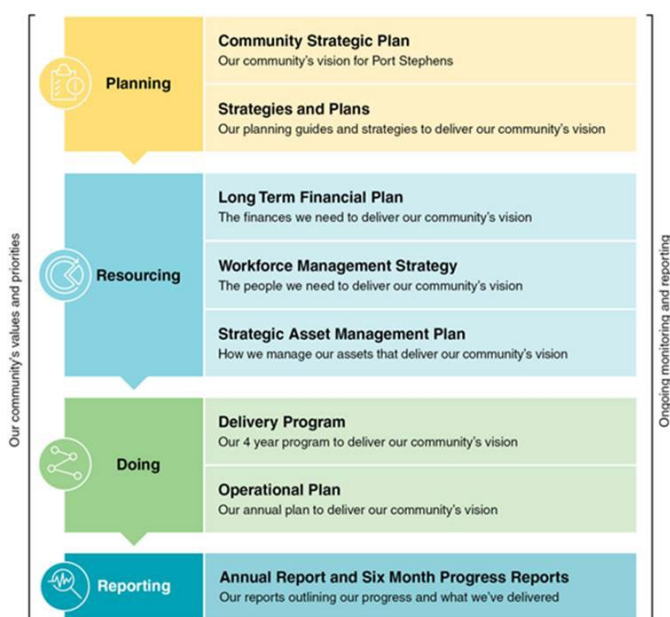 Our community's values and priorities
Planning
Community Strategic Plan
Our community's vision for Port Stephens
Strategies and Plans
Our planning guides and strategies to deliver our community's vision
Resourcing
Long Term Financial Plan
The finances we need to deliver our community's vision
Workforce Management Strategy
The people we need to deliver our community's vision
Strategic Asset Management Plan
How we manage our assets that deliver our community's vision
Doing
Delivery Program
Our 4 year program to deliver our community's vision
Operational Plan
Our annual plan to deliver our community's vision
Reporting
Annual Report and Six Month Progress Reports
Our reports outlining our progress and what we've delivered
Ongoing monitoring and reporting